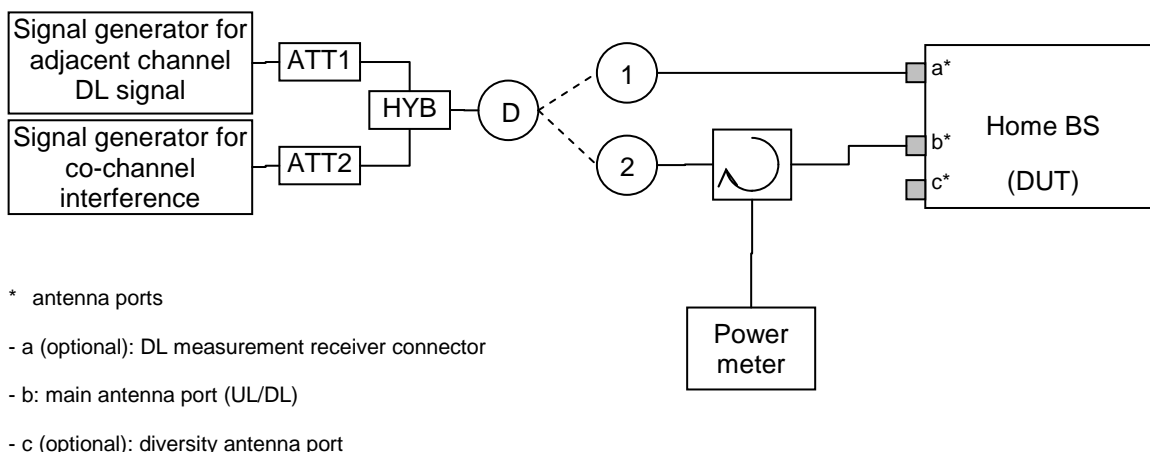 Signal generator for
adjacent channel
DL signal
ATT1
Signal generator for
co-channel
interference
ATT2
HYB
D
1
2
a*
b*
c*
Home BS
(DUT)
Power
meter
* antenna ports
- a (optional): DL measurement receiver connector
- b: main antenna port (UL/DL)
- c (optional): diversity antenna port